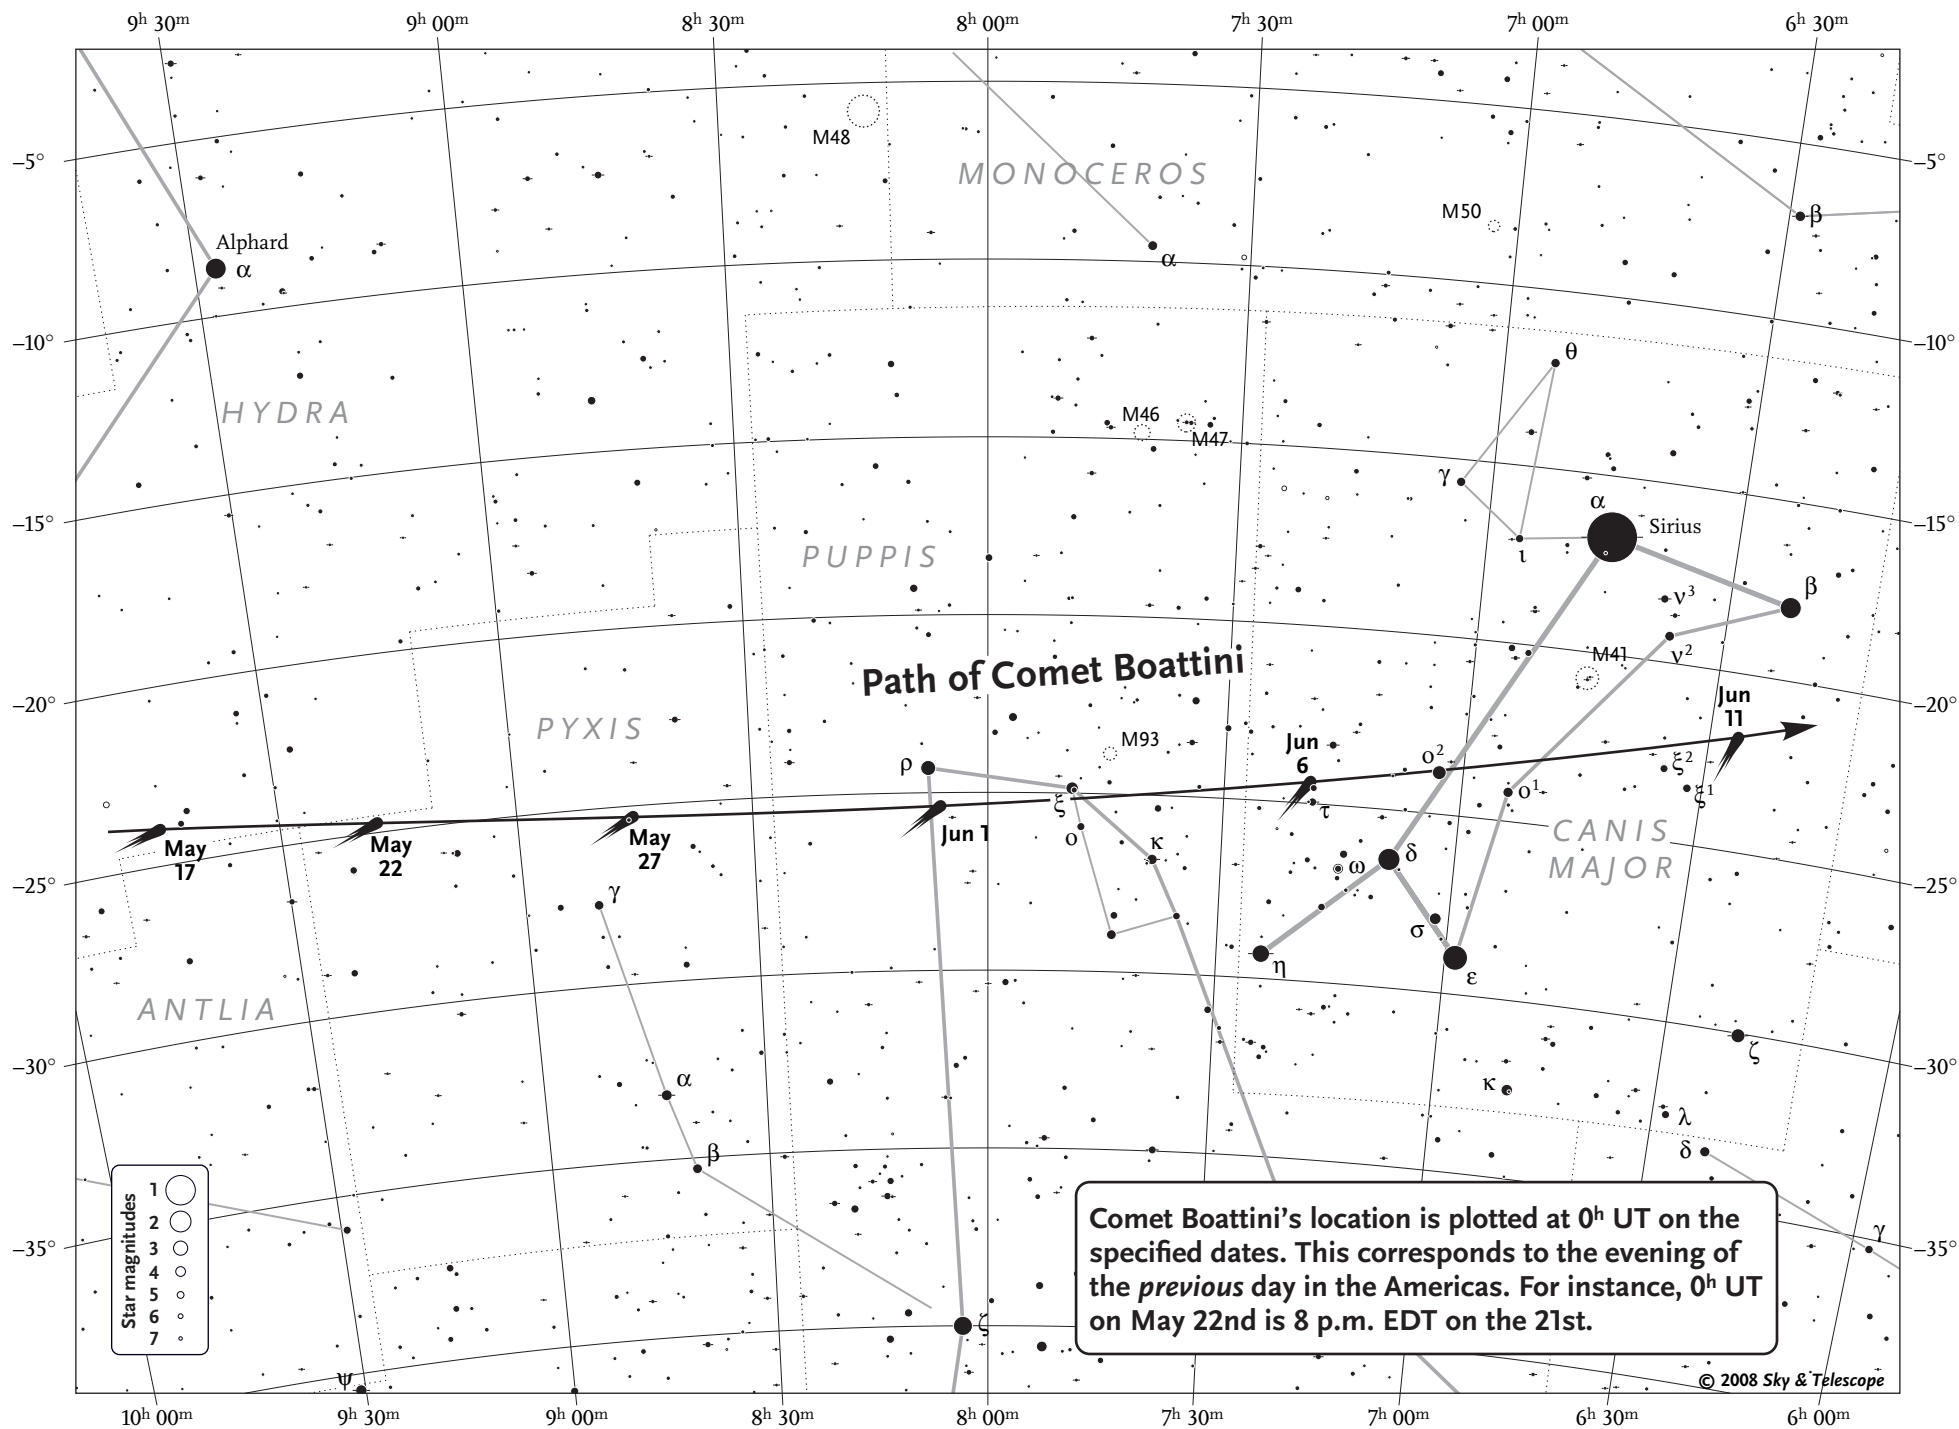 9ʰ 30ᵐ 9ʰ 00ᵐ 8ʰ 30ᵐ 8ʰ 00ᵐ 7ʰ 30ᵐ 7ʰ 00ᵐ 6ʰ 30ᵐ
M48
–5° –5°
MONOCEROS
M50
β
Alphard
α
α
–10° –10°
θ
HYDRA
M46
M47
γ
α
Sirius
–15° –15°
ι
PUPPIS
β
ν³
ν²
M41
Path of Comet Boattini
–20° –20°
Jun
11
PYXIS
M93
Jun
6
ο²
ρ
ξ²
ξ
ο¹
ξ¹
τ
May
17
May
22
May
27
Jun 1
ο
κ
CANIS
MAJOR
ω
δ
–25° –25°
γ
σ
η
ε
ANTLIA
ζ
–30° –30°
α
κ
λ
β
δ
γ
–35° –35°
Star magnitudes
1
2
3
4
5
6
7
Comet Boattini’s location is plotted at 0ʰ UT on the
specified dates. This corresponds to the evening of
the previous day in the Americas. For instance, 0ʰ UT
on May 22nd is 8 p.m. EDT on the 21st.
ζ
ψ
© 2008 Sky & Telescope
10ʰ 00ᵐ 9ʰ 30ᵐ 9ʰ 00ᵐ 8ʰ 30ᵐ 8ʰ 00ᵐ 7ʰ 30ᵐ 7ʰ 00ᵐ 6ʰ 30ᵐ 6ʰ 00ᵐ